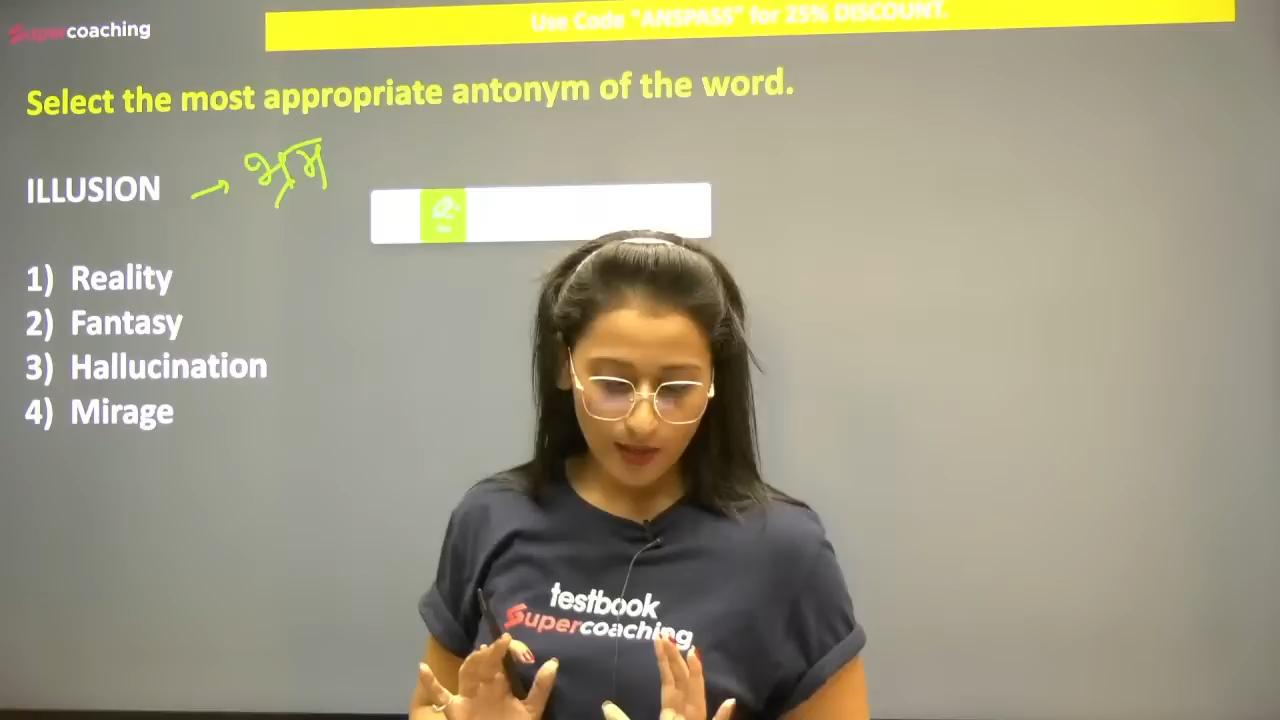 Supercoaching
Use Code "ANSPASS" for 25% DISCOUNT.
Select the most appropriate antonym of the word.
ILLUSION → भ्रम
1) Reality
2) Fantasy
3) Hallucination
4) Mirage
testbook
Supercoaching